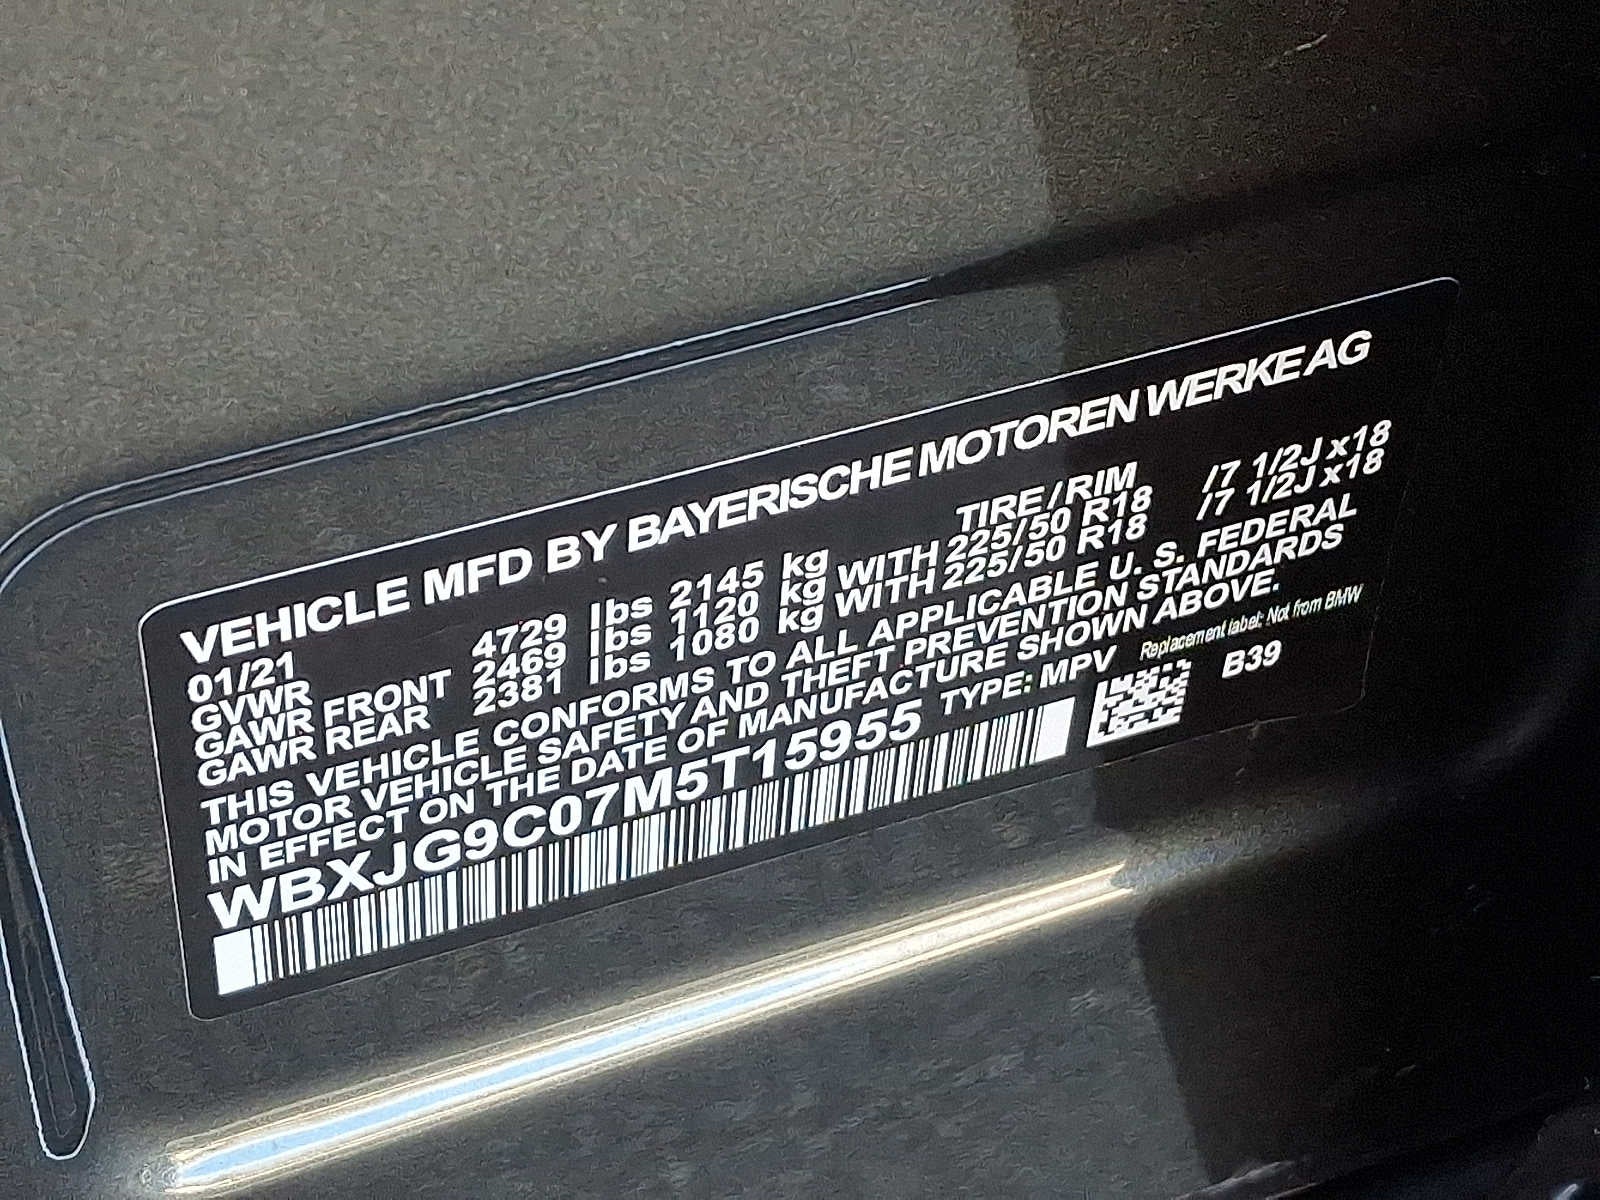 VEHICLE MFD BY BAYERISCHE MOTOREN WERKE AG
01/21 TIRE/RIM
GVWR 4729 lbs 2145 kg
GAWR FRONT 2469 lbs 1120 kg WITH 225/50 R18 /7 1/2J x18
GAWR REAR 2381 lbs 1080 kg WITH 225/50 R18 /7 1/2J x18
THIS VEHICLE CONFORMS TO ALL APPLICABLE U. S. FEDERAL
MOTOR VEHICLE SAFETY AND THEFT PREVENTION STANDARDS
IN EFFECT ON THE DATE OF MANUFACTURE SHOWN ABOVE.
WBXJG9C07M5T15955 TYPE: MPV
Replacement label: Not from BMW
B39